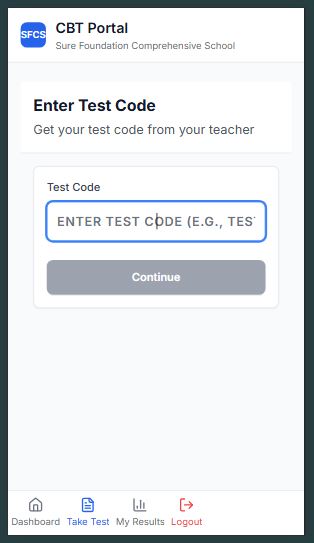 SFCS
CBT Portal
Sure Foundation Comprehensive School
Enter Test Code
Get your test code from your teacher
Test Code
ENTER TEST CODE (E.G., TES
Continue
Dashboard
Take Test
My Results
Logout